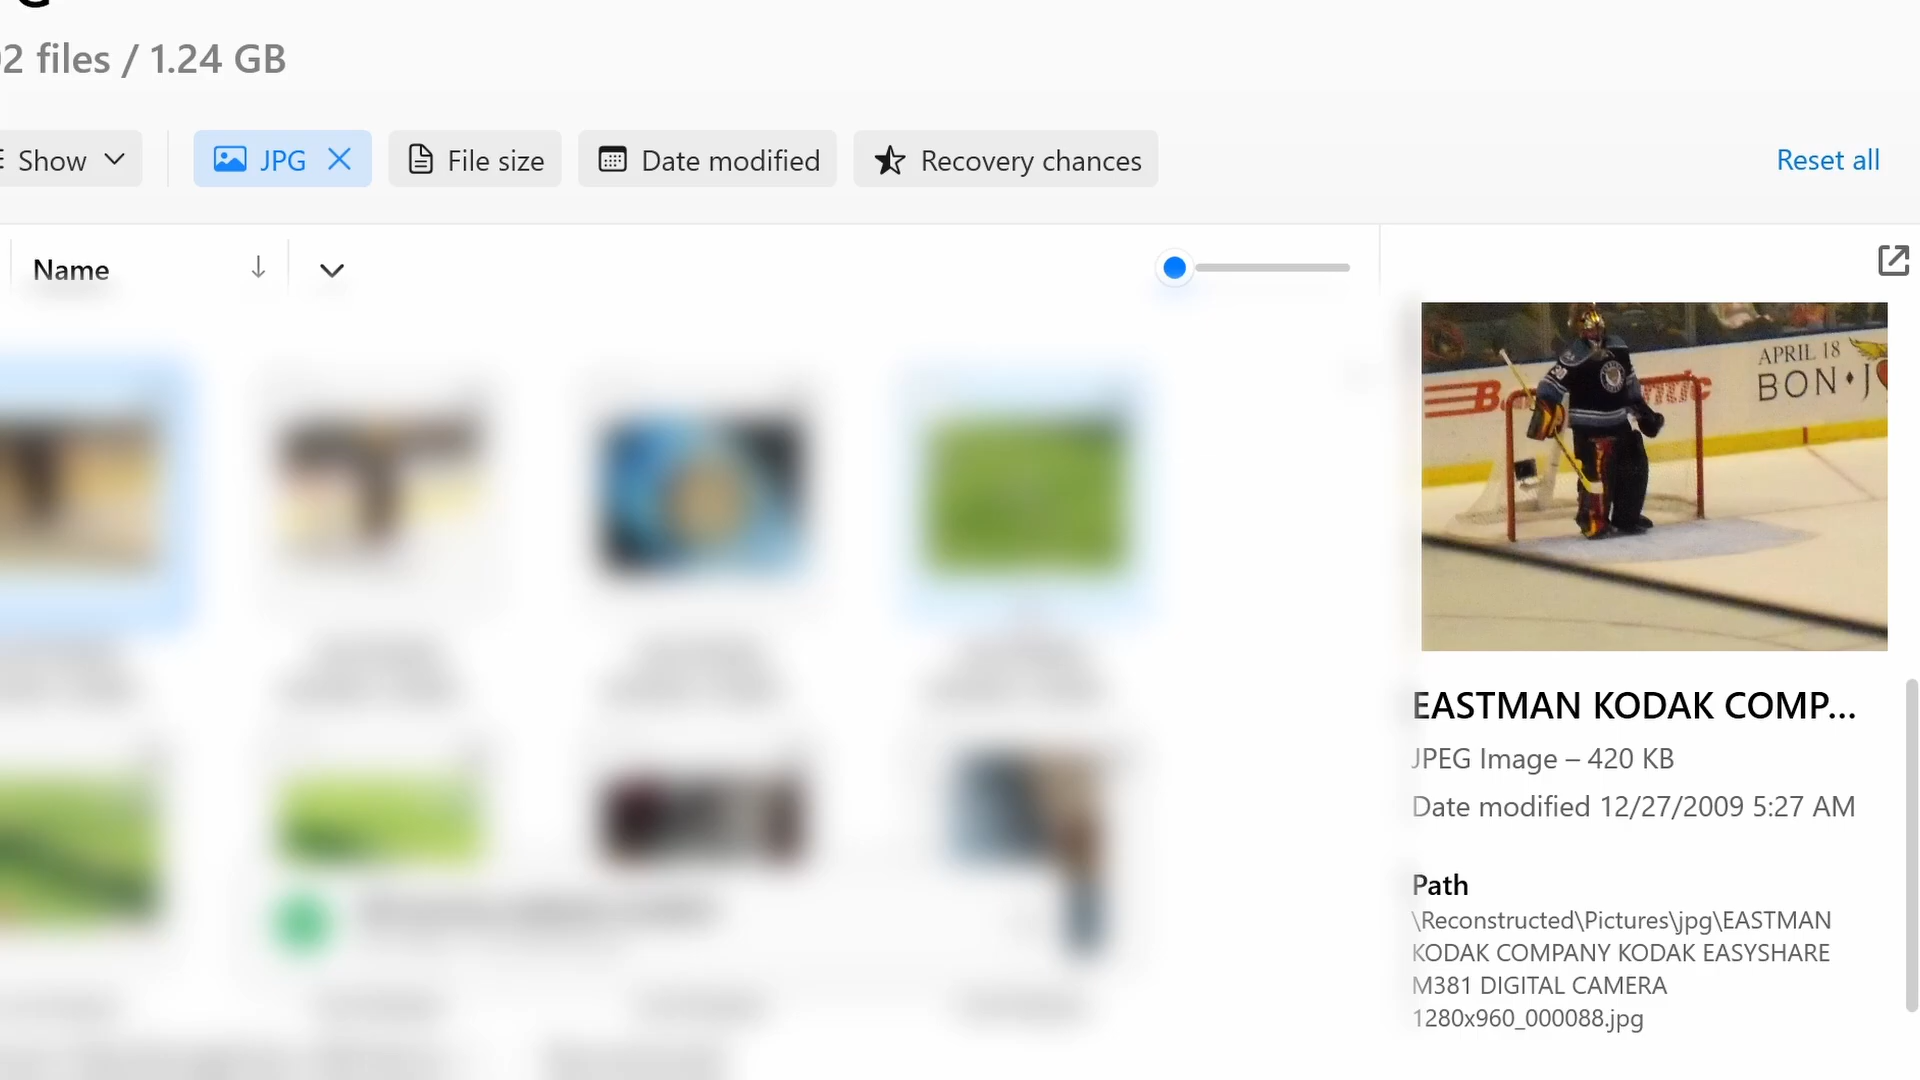 2 files / 1.24 GB
Show
JPG
File size
Date modified
Recovery chances
Reset all
Name
APRIL 18
BON • J
EASTMAN KODAK COMP...
JPEG Image – 420 KB
Date modified 12/27/2009 5:27 AM
Path
\Reconstructed\Pictures\jpg\EASTMAN
KODAK COMPANY KODAK EASYSHARE
M381 DIGITAL CAMERA
1280x960_000088.jpg